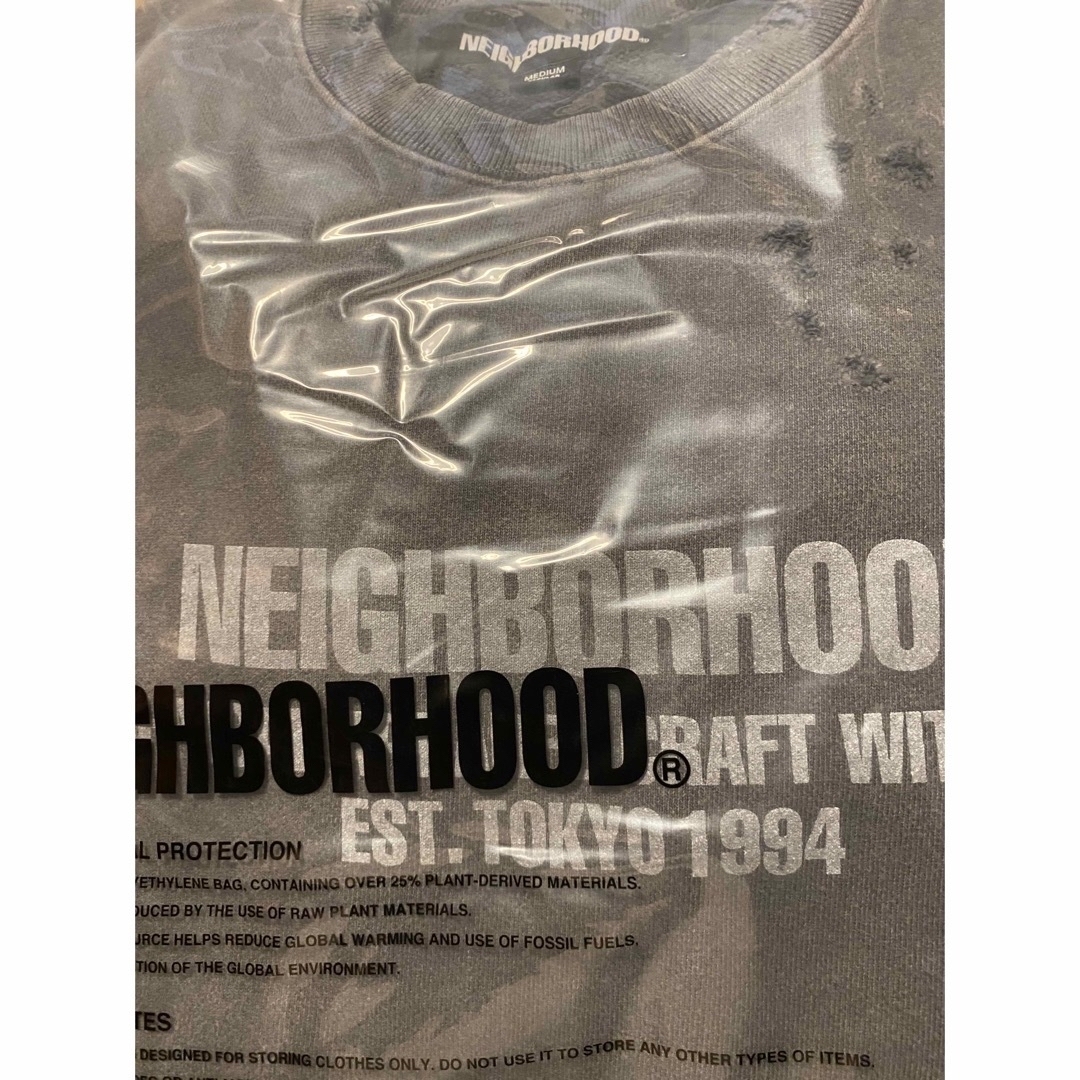 NEIGHBORHOOD®
MEDIUM
NEIGHBORHOO
GHBORHOOD®
RAFT WIT
EST. TOKYO 1994
AL PROTECTION
YETHYLENE BAG, CONTAINING OVER 25% PLANT-DERIVED MATERIALS.
DUCED BY THE USE OF RAW PLANT MATERIALS.
URCE HELPS REDUCE GLOBAL WARMING AND USE OF FOSSIL FUELS.
TION OF THE GLOBAL ENVIRONMENT.
TES
DESIGNED FOR STORING CLOTHES ONLY. DO NOT USE IT TO STORE ANY OTHER TYPES OF ITEMS.